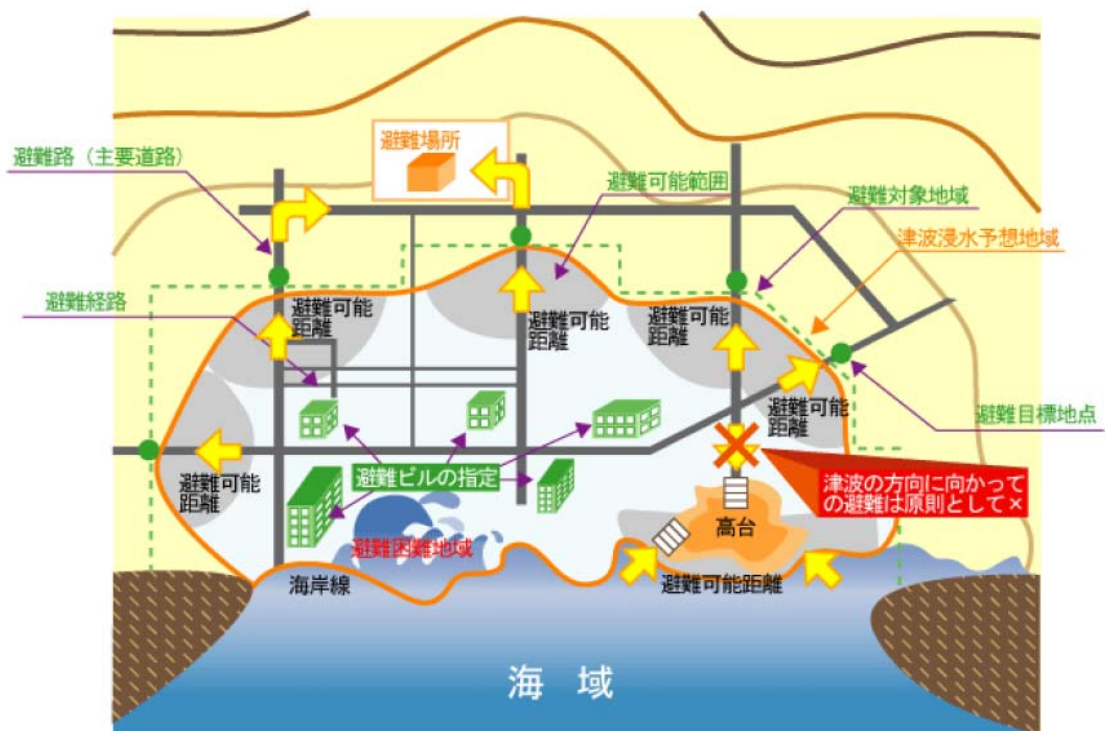 避難場所
避難路（主要道路）
避難可能範囲
避難対象地域
津波浸水予想地域
避難経路
避難可能
距離
避難可能
距離
避難可能
距離
避難可能
距離
避難目標地点
避難可能
距離
避難ビルの指定
津波の方向に向かって
の避難は原則として×
高台
避難困難地域
海岸線
避難可能距離
海 域